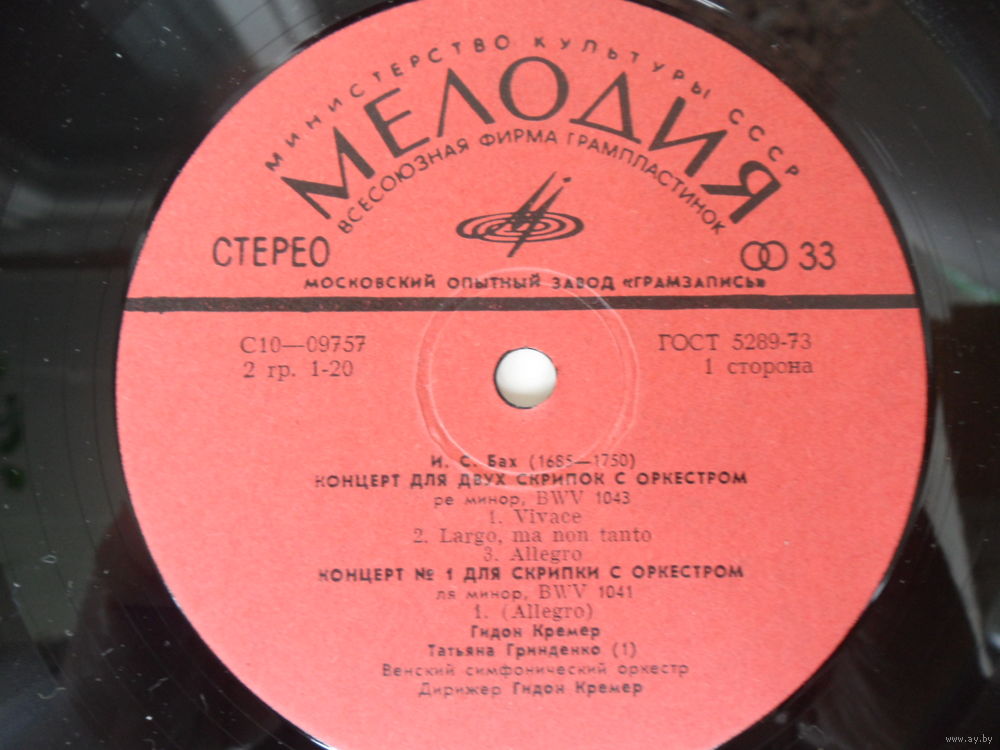 МИНИСТЕРСТВО КУЛЬТУРЫ СССР
МЕЛОДИЯ
ВСЕСОЮЗНАЯ ФИРМА ГРАМПЛАСТИНОК
СТЕРЕО
33
МОСКОВСКИЙ ОПЫТНЫЙ ЗАВОД «ГРАМЗАПИСЬ»
С10—09757
ГОСТ 5289-73
2 гр. 1-20
1 сторона
И. С. Бах (1685—1750)
КОНЦЕРТ ДЛЯ ДВУХ СКРИПОК С ОРКЕСТРОМ
ре минор, BWV 1043
1. Vivace
2. Largo, ma non tanto
3. Allegro
КОНЦЕРТ № 1 ДЛЯ СКРИПКИ С ОРКЕСТРОМ
ля минор, BWV 1041
1. (Allegro)
Гидон Кремер
Татьяна Гринденко (1)
Венский симфонический оркестр
Дирижер Гидон Кремер
www.ay.by